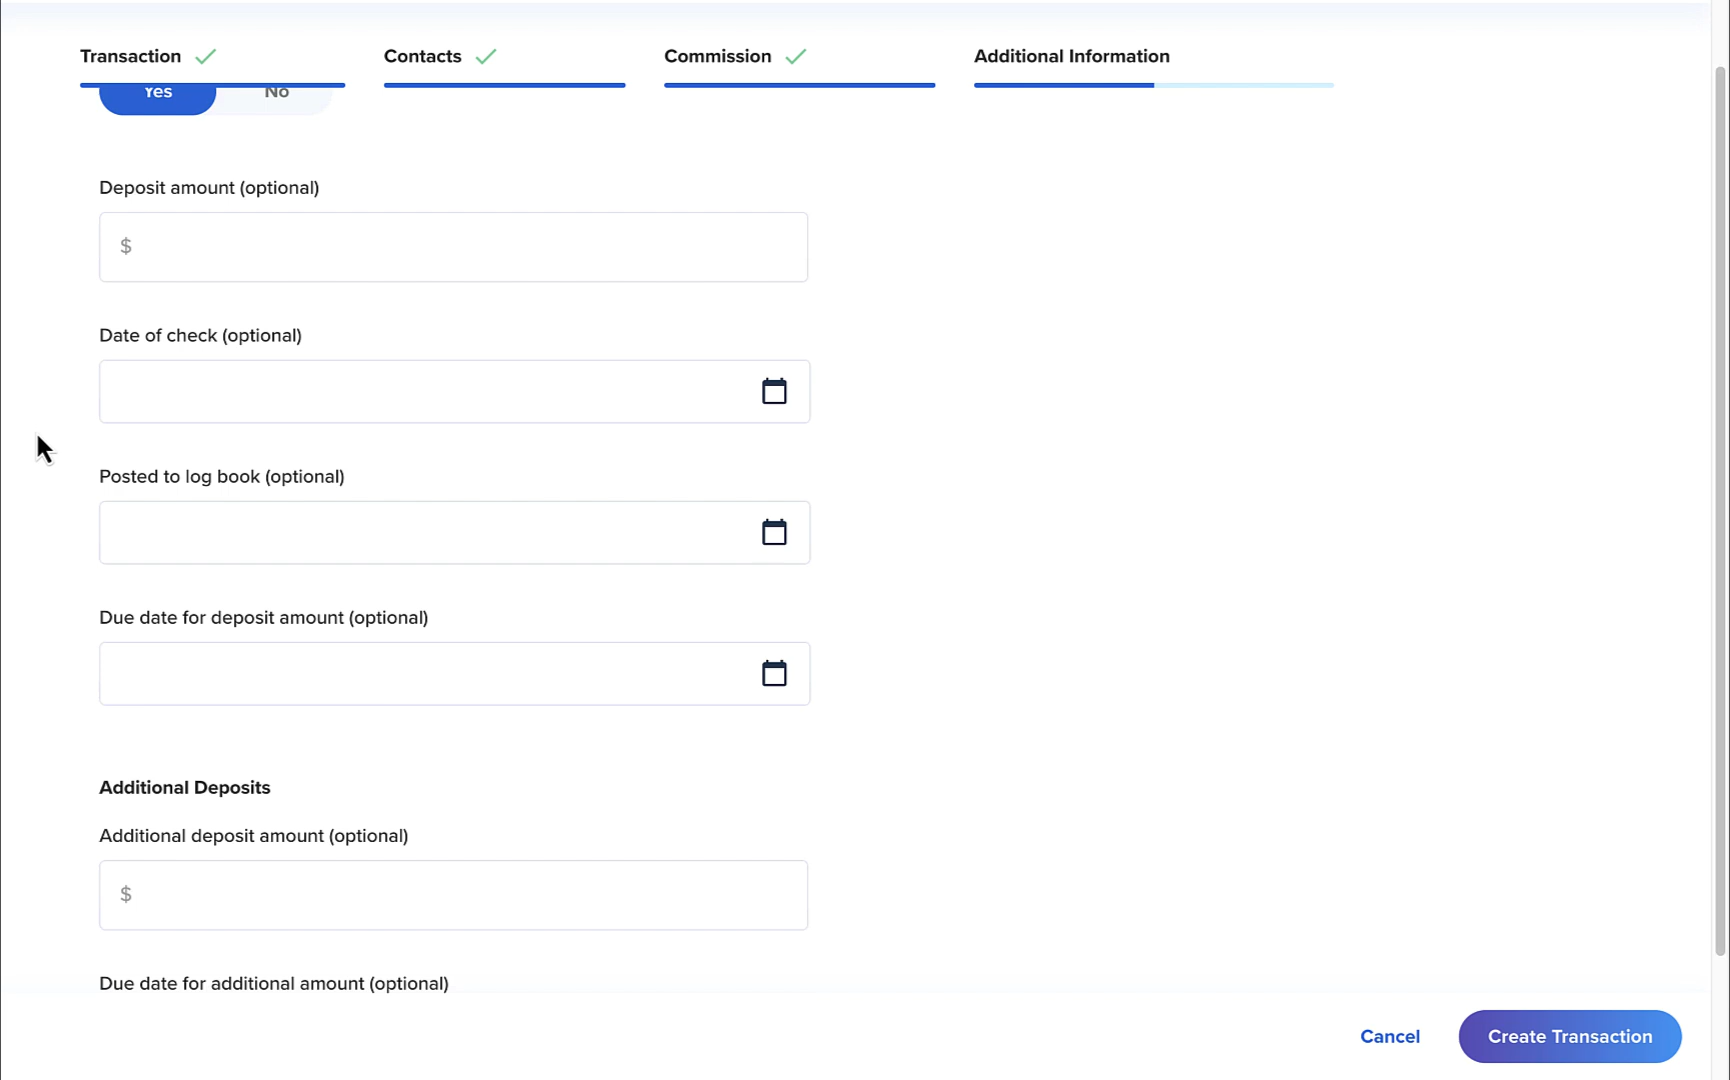 Transaction
Contacts
Commission
Additional Information
Yes
No
Deposit amount (optional)
$
Date of check (optional)
Posted to log book (optional)
Due date for deposit amount (optional)
Additional Deposits
Additional deposit amount (optional)
$
Due date for additional amount (optional)
Cancel
Create Transaction